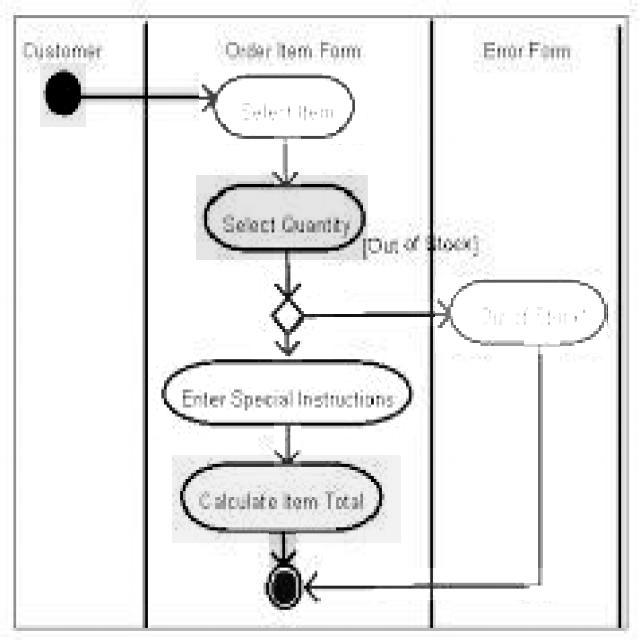 Customer
Order Item Form
Error Form
Select Item
Select Quantity
[Out of Stock]
Out of Stock!
Enter Special Instructions
Calculate Item Total